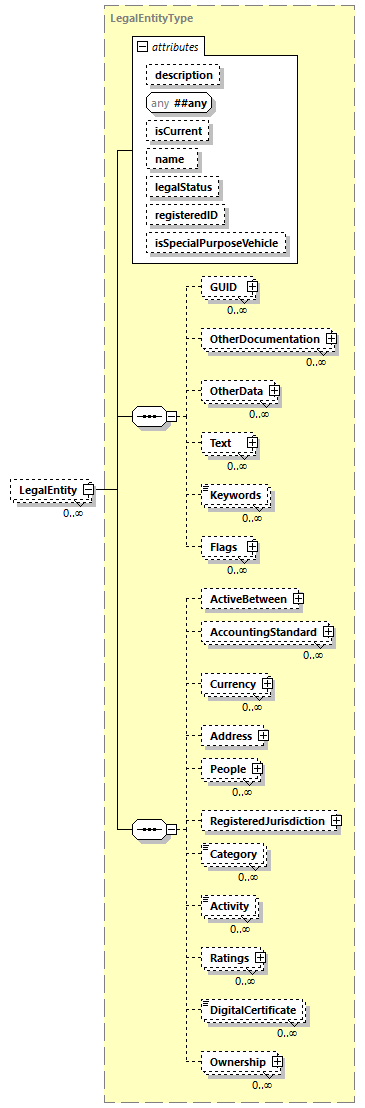 LegalEntityType
attributes
description
any ##any
isCurrent
name
legalStatus
registeredID
isSpecialPurposeVehicle
GUID
0..∞
OtherDocumentation
0..∞
OtherData
0..∞
Text
0..∞
LegalEntity
0..∞
Keywords
0..∞
Flags
0..∞
ActiveBetween
AccountingStandard
0..∞
Currency
0..∞
Address
People
0..∞
RegisteredJurisdiction
Category
0..∞
Activity
0..∞
Ratings
0..∞
DigitalCertificate
0..∞
Ownership
0..∞